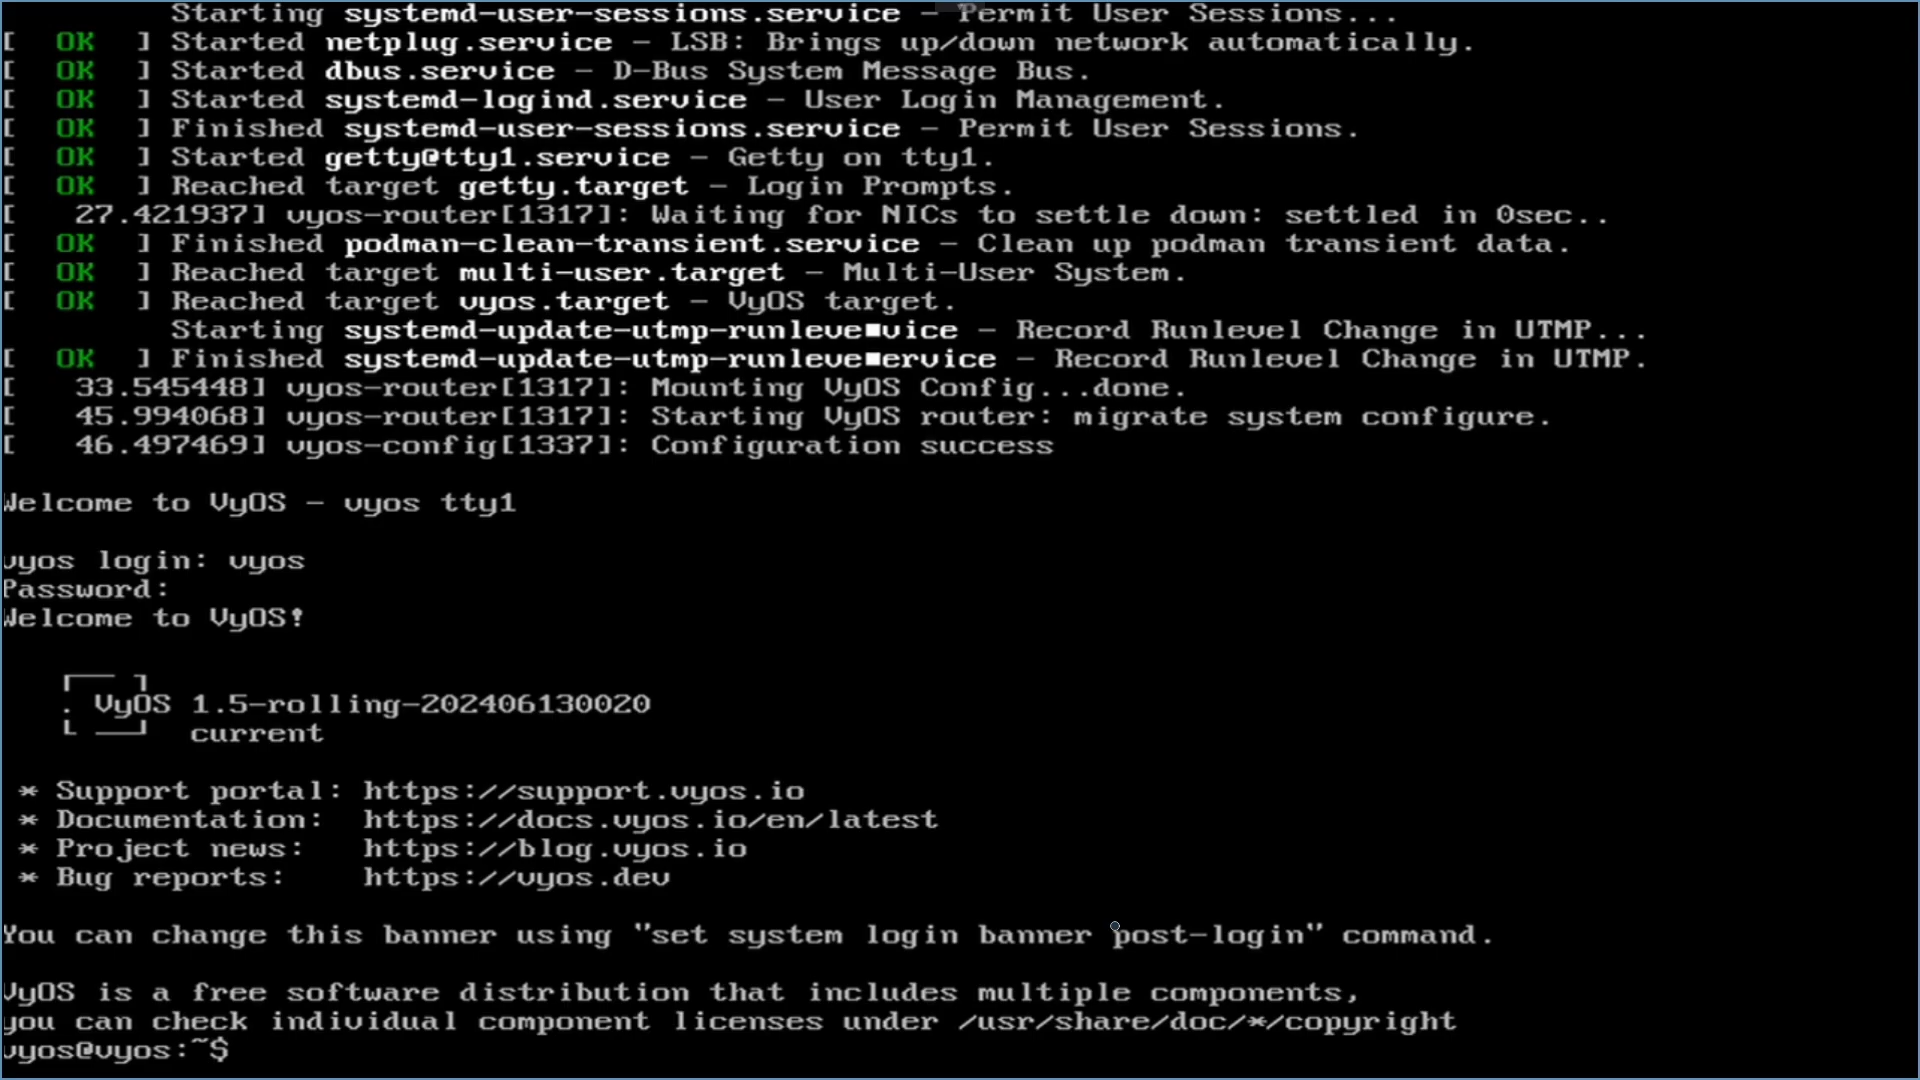 Starting systemd-user-sessions.service - Permit User Sessions...
[  OK  ] Started netplug.service - LSB: Brings up/down network automatically.
[  OK  ] Started dbus.service - D-Bus System Message Bus.
[  OK  ] Started systemd-logind.service - User Login Management.
[  OK  ] Finished systemd-user-sessions.service - Permit User Sessions.
[  OK  ] Started getty@tty1.service - Getty on tty1.
[  OK  ] Reached target getty.target - Login Prompts.
[   27.421937] vyos-router[1317]: Waiting for NICs to settle down: settled in 0sec..
[  OK  ] Finished podman-clean-transient.service - Clean up podman transient data.
[  OK  ] Reached target multi-user.target - Multi-User System.
[  OK  ] Reached target vyos.target - VyOS target.
Starting systemd-update-utmp-runleve■vice - Record Runlevel Change in UTMP...
[  OK  ] Finished systemd-update-utmp-runleve■ervice - Record Runlevel Change in UTMP.
[   33.545448] vyos-router[1317]: Mounting VyOS Config...done.
[   45.994068] vyos-router[1317]: Starting VyOS router: migrate system configure.
[   46.497469] vyos-config[1337]: Configuration success
Welcome to VyOS - vyos tty1
vyos login: vyos
Password:
Welcome to VyOS!
┌── ┐
. VyOS 1.5-rolling-202406130020
└ ──┘  current
* Support portal: https://support.vyos.io
* Documentation:  https://docs.vyos.io/en/latest
* Project news:   https://blog.vyos.io
* Bug reports:    https://vyos.dev
You can change this banner using "set system login banner post-login" command.
VyOS is a free software distribution that includes multiple components,
you can check individual component licenses under /usr/share/doc/*/copyright
vyos@vyos:~$